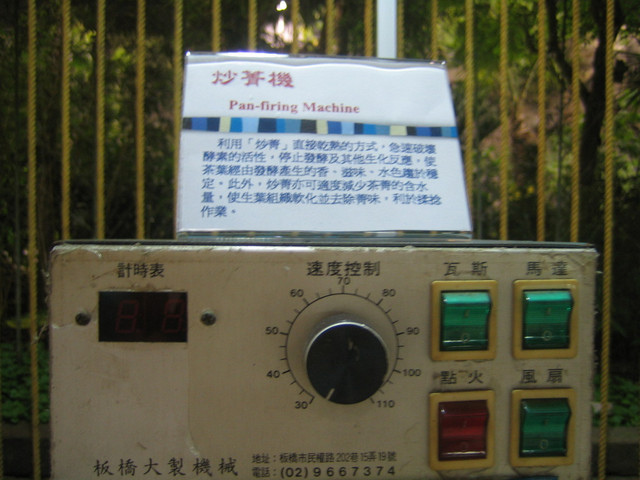 炒菁機
Pan-firing Machine
利用「炒菁」直接乾熱的方式，急速破壞
酵素的活性，停止發酵及其他生化反應，使
茶葉經由發酵產生的香、滋味、水色趨於穩
定。此外，炒菁亦可適度減少茶菁的含水
量，使生葉組織軟化並去除菁味，利於揉捻
作業。
計時表
速度控制
瓦斯
馬達
30
40
50
60
70
80
90
100
110
點火
風扇
板橋大製機械
地址：板橋市民權路202巷15弄19號
電話：(02)9667374